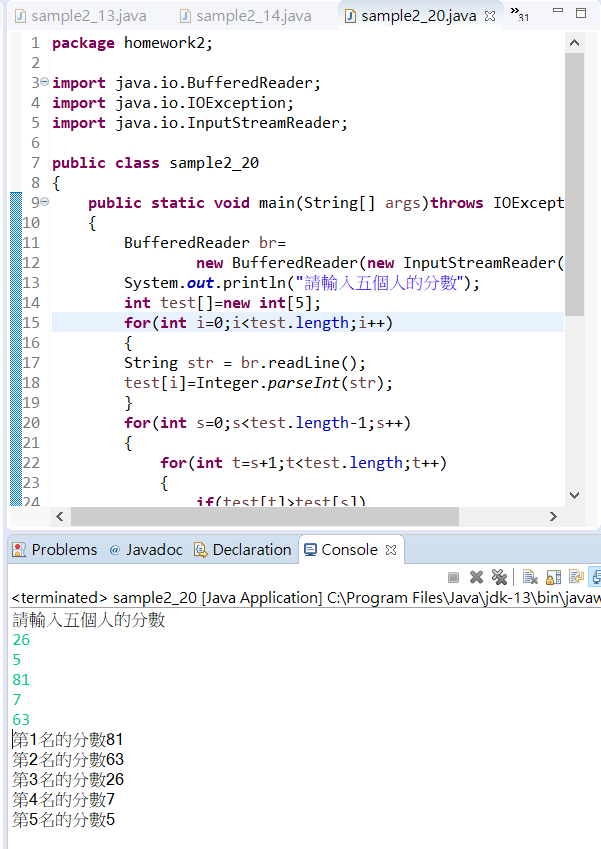 sample2_13.java sample2_14.java sample2_20.java 31
1 package homework2;
2
3 import java.io.BufferedReader;
4 import java.io.IOException;
5 import java.io.InputStreamReader;
6
7 public class sample2_20
8 {
9 public static void main(String[] args)throws IOExcept
10 {
11 BufferedReader br=
12 new BufferedReader(new InputStreamReader(
13 System.out.println("請輸入五個人的分數");
14 int test[]=new int[5];
15 for(int i=0;i<test.length;i++)
16 {
17 String str = br.readLine();
18 test[i]=Integer.parseInt(str);
19 }
20 for(int s=0;s<test.length-1;s++)
21 {
22 for(int t=s+1;t<test.length;t++)
23 {
24 if(test[t]>test[s])
Problems @ Javadoc Declaration Console
<terminated> sample2_20 [Java Application] C:\Program Files\Java\jdk-13\bin\javaw
請輸入五個人的分數
26
5
81
7
63
第1名的分數81
第2名的分數63
第3名的分數26
第4名的分數7
第5名的分數5